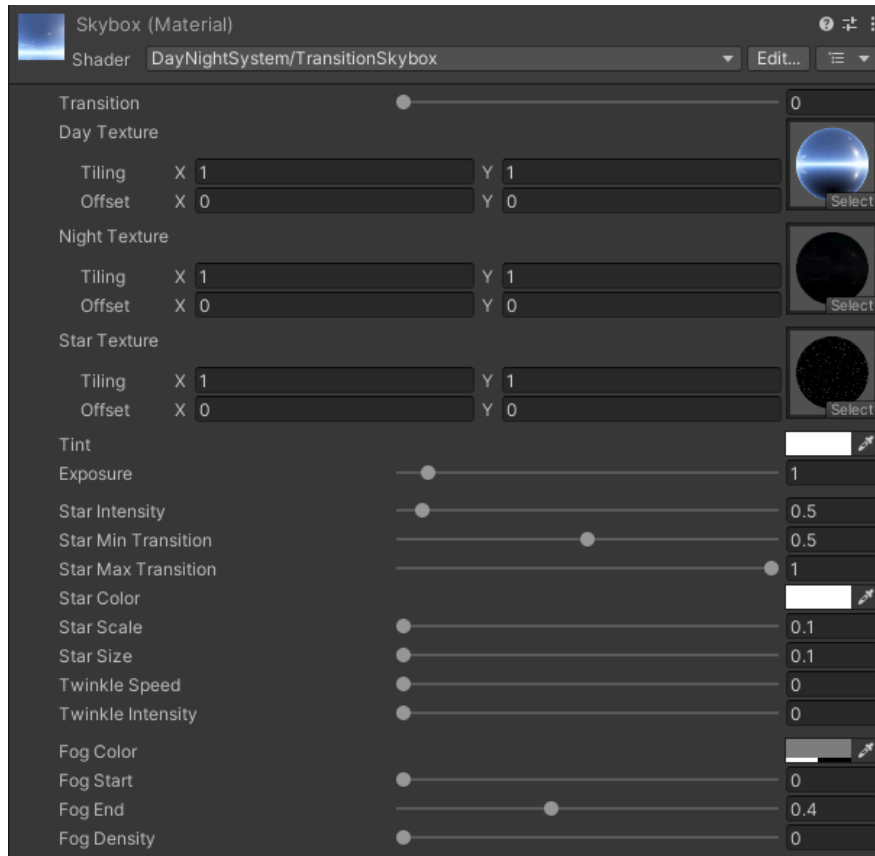 Skybox (Material)
Shader DayNightSystem/TransitionSkybox Edit...
Transition 0
Day Texture
Tiling X 1 Y 1
Offset X 0 Y 0
Select
Night Texture
Tiling X 1 Y 1
Offset X 0 Y 0
Select
Star Texture
Tiling X 1 Y 1
Offset X 0 Y 0
Select
Tint
Exposure 1
Star Intensity 0.5
Star Min Transition 0.5
Star Max Transition 1
Star Color
Star Scale 0.1
Star Size 0.1
Twinkle Speed 0
Twinkle Intensity 0
Fog Color
Fog Start 0
Fog End 0.4
Fog Density 0